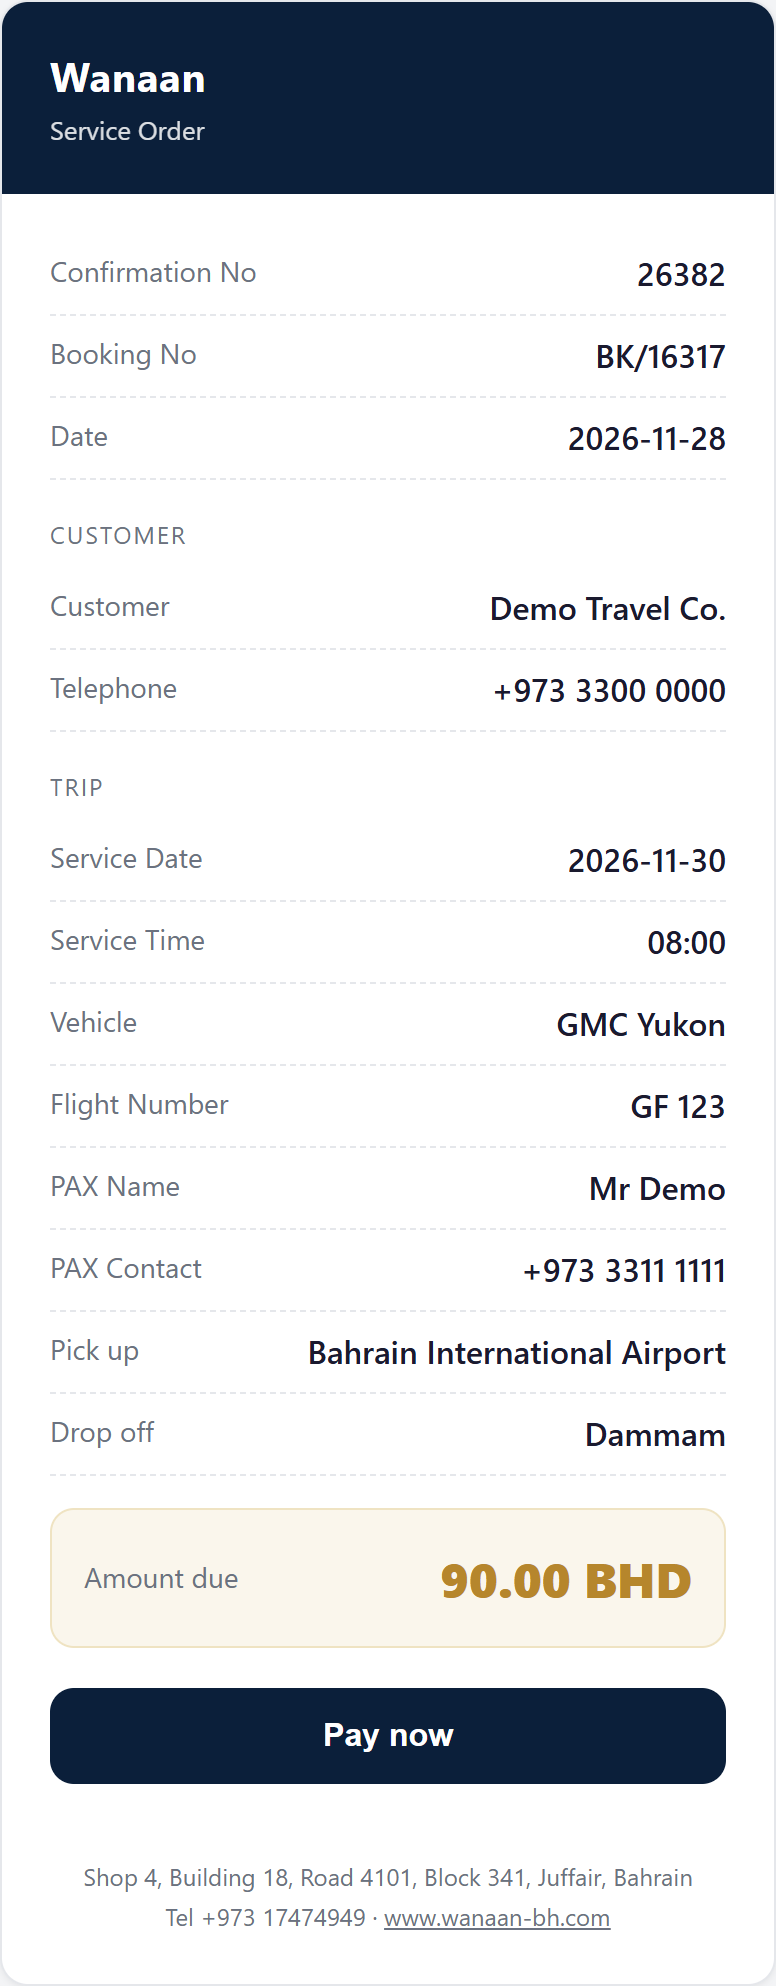 Wanaan
Service Order
Confirmation No 26382
Booking No BK/16317
Date 2026-11-28
CUSTOMER
Customer Demo Travel Co.
Telephone +973 3300 0000
TRIP
Service Date 2026-11-30
Service Time 08:00
Vehicle GMC Yukon
Flight Number GF 123
PAX Name Mr Demo
PAX Contact +973 3311 1111
Pick up Bahrain International Airport
Drop off Dammam
Amount due 90.00 BHD
Pay now
Shop 4, Building 18, Road 4101, Block 341, Juffair, Bahrain
Tel +973 17474949 · www.wanaan-bh.com